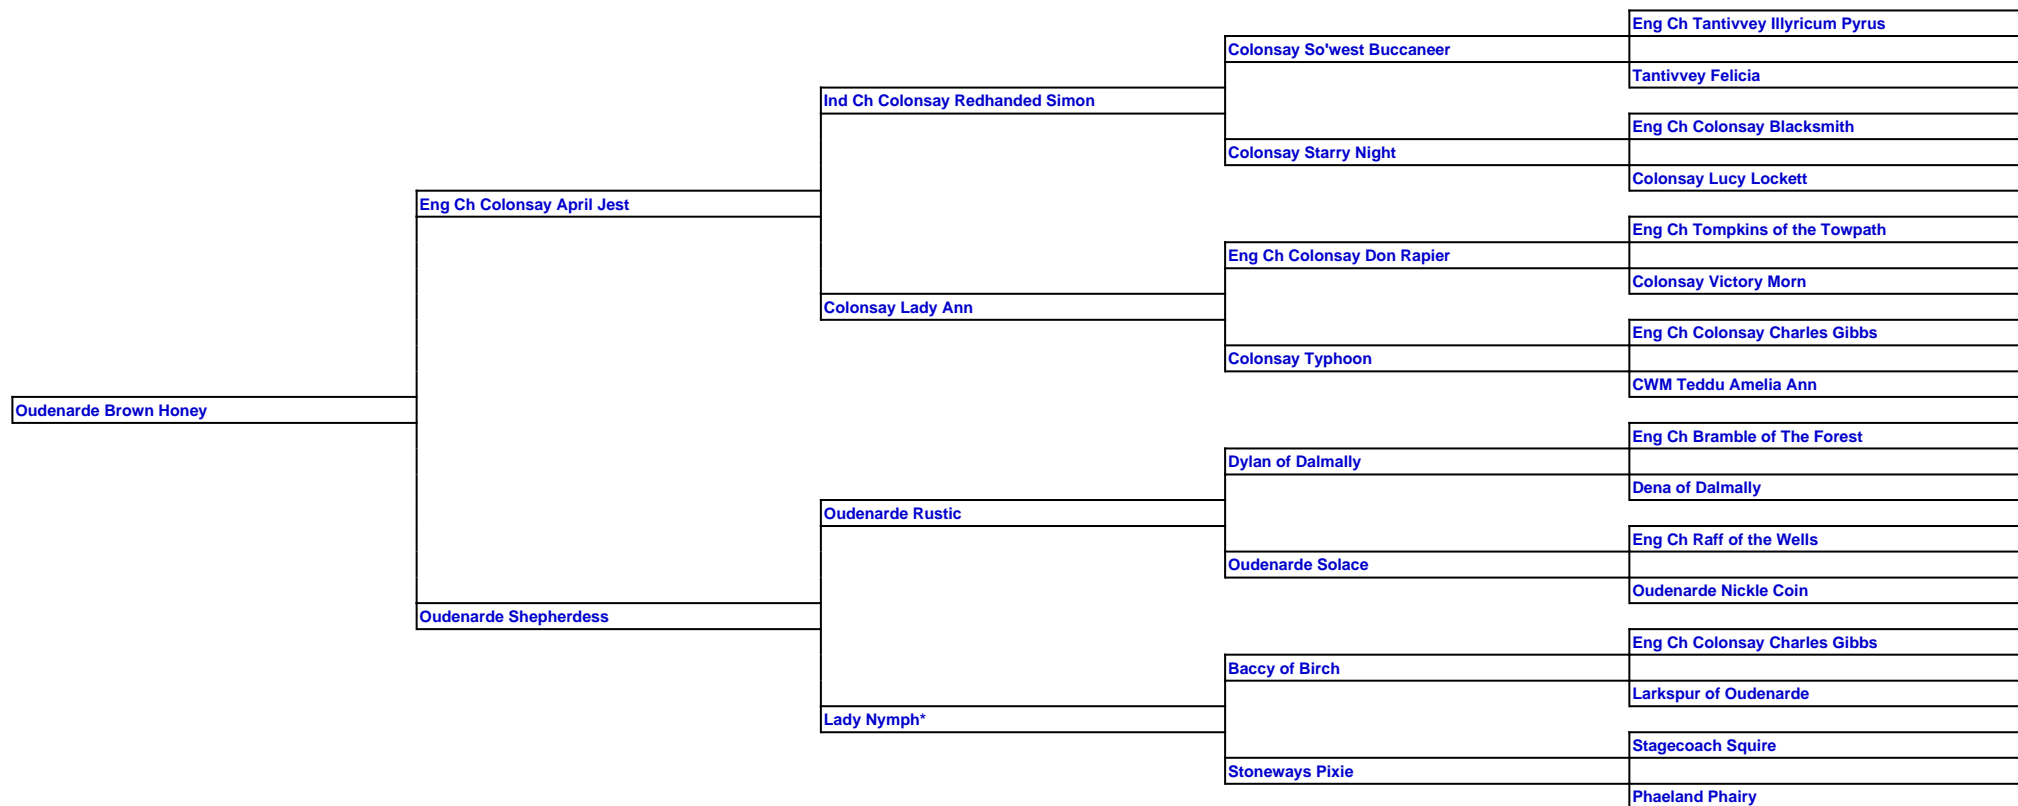 Eng Ch Tantivvey Illyricum Pyrus
Colonsay So'west Buccaneer
Tantivvey Felicia
Ind Ch Colonsay Redhanded Simon
Eng Ch Colonsay Blacksmith
Colonsay Starry Night
Colonsay Lucy Lockett
Eng Ch Colonsay April Jest
Eng Ch Tompkins of the Towpath
Eng Ch Colonsay Don Rapier
Colonsay Victory Morn
Colonsay Lady Ann
Eng Ch Colonsay Charles Gibbs
Colonsay Typhoon
CWM Teddu Amelia Ann
Oudenarde Brown Honey
Eng Ch Bramble of The Forest
Dylan of Dalmally
Dena of Dalmally
Oudenarde Rustic
Eng Ch Raff of the Wells
Oudenarde Solace
Oudenarde Nickle Coin
Oudenarde Shepherdess
Eng Ch Colonsay Charles Gibbs
Baccy of Birch
Larkspur of Oudenarde
Lady Nymph*
Stagecoach Squire
Stoneways Pixie
Phaeland Phairy